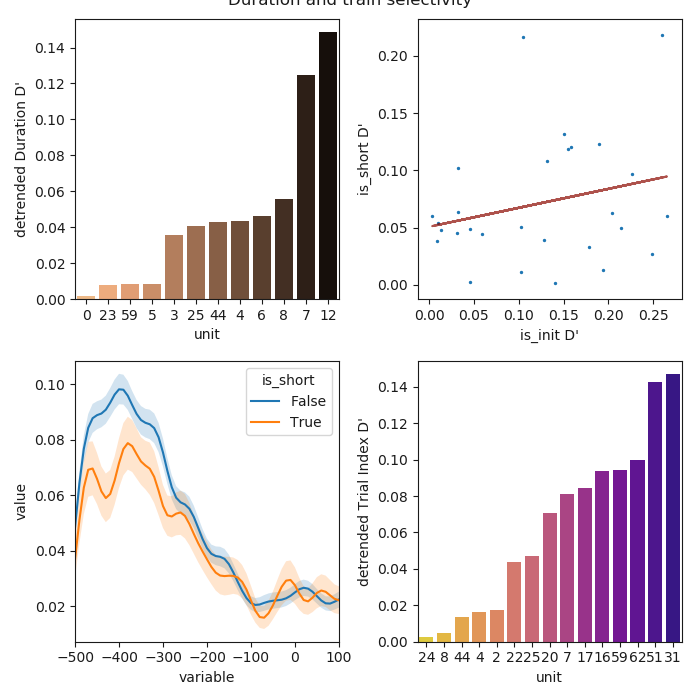 Duration and train selectivity
detrended Duration D'
0.14
0.12
0.10
0.08
0.06
0.04
0.02
0.00
0 23 59 5 3 25 44 4 6 8 7 12
unit
is_short D'
0.20
0.15
0.10
0.05
0.00
0.00 0.05 0.10 0.15 0.20 0.25
is_init D'
value
0.10
0.08
0.06
0.04
0.02
is_short
False
True
−500 −400 −300 −200 −100 0 100
variable
detrended Trial Index D'
0.14
0.12
0.10
0.08
0.06
0.04
0.02
0.00
24 8 44 4 2 22 25 20 7 17 16 59 6 25 51 31
unit